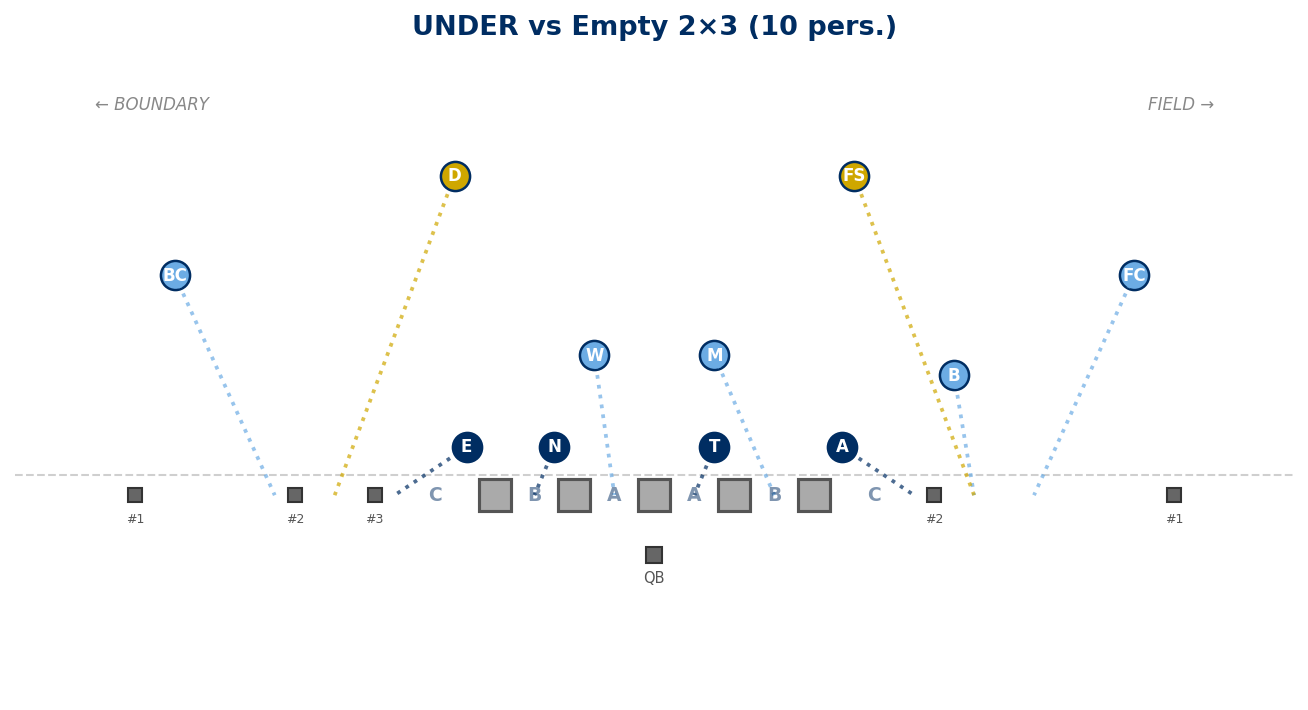 UNDER vs Empty 2×3 (10 pers.)
← BOUNDARY FIELD →
D FS
BC FC
W M
B
E N T A
C B A A B C
#1 #2 #3 #2 #1
QB